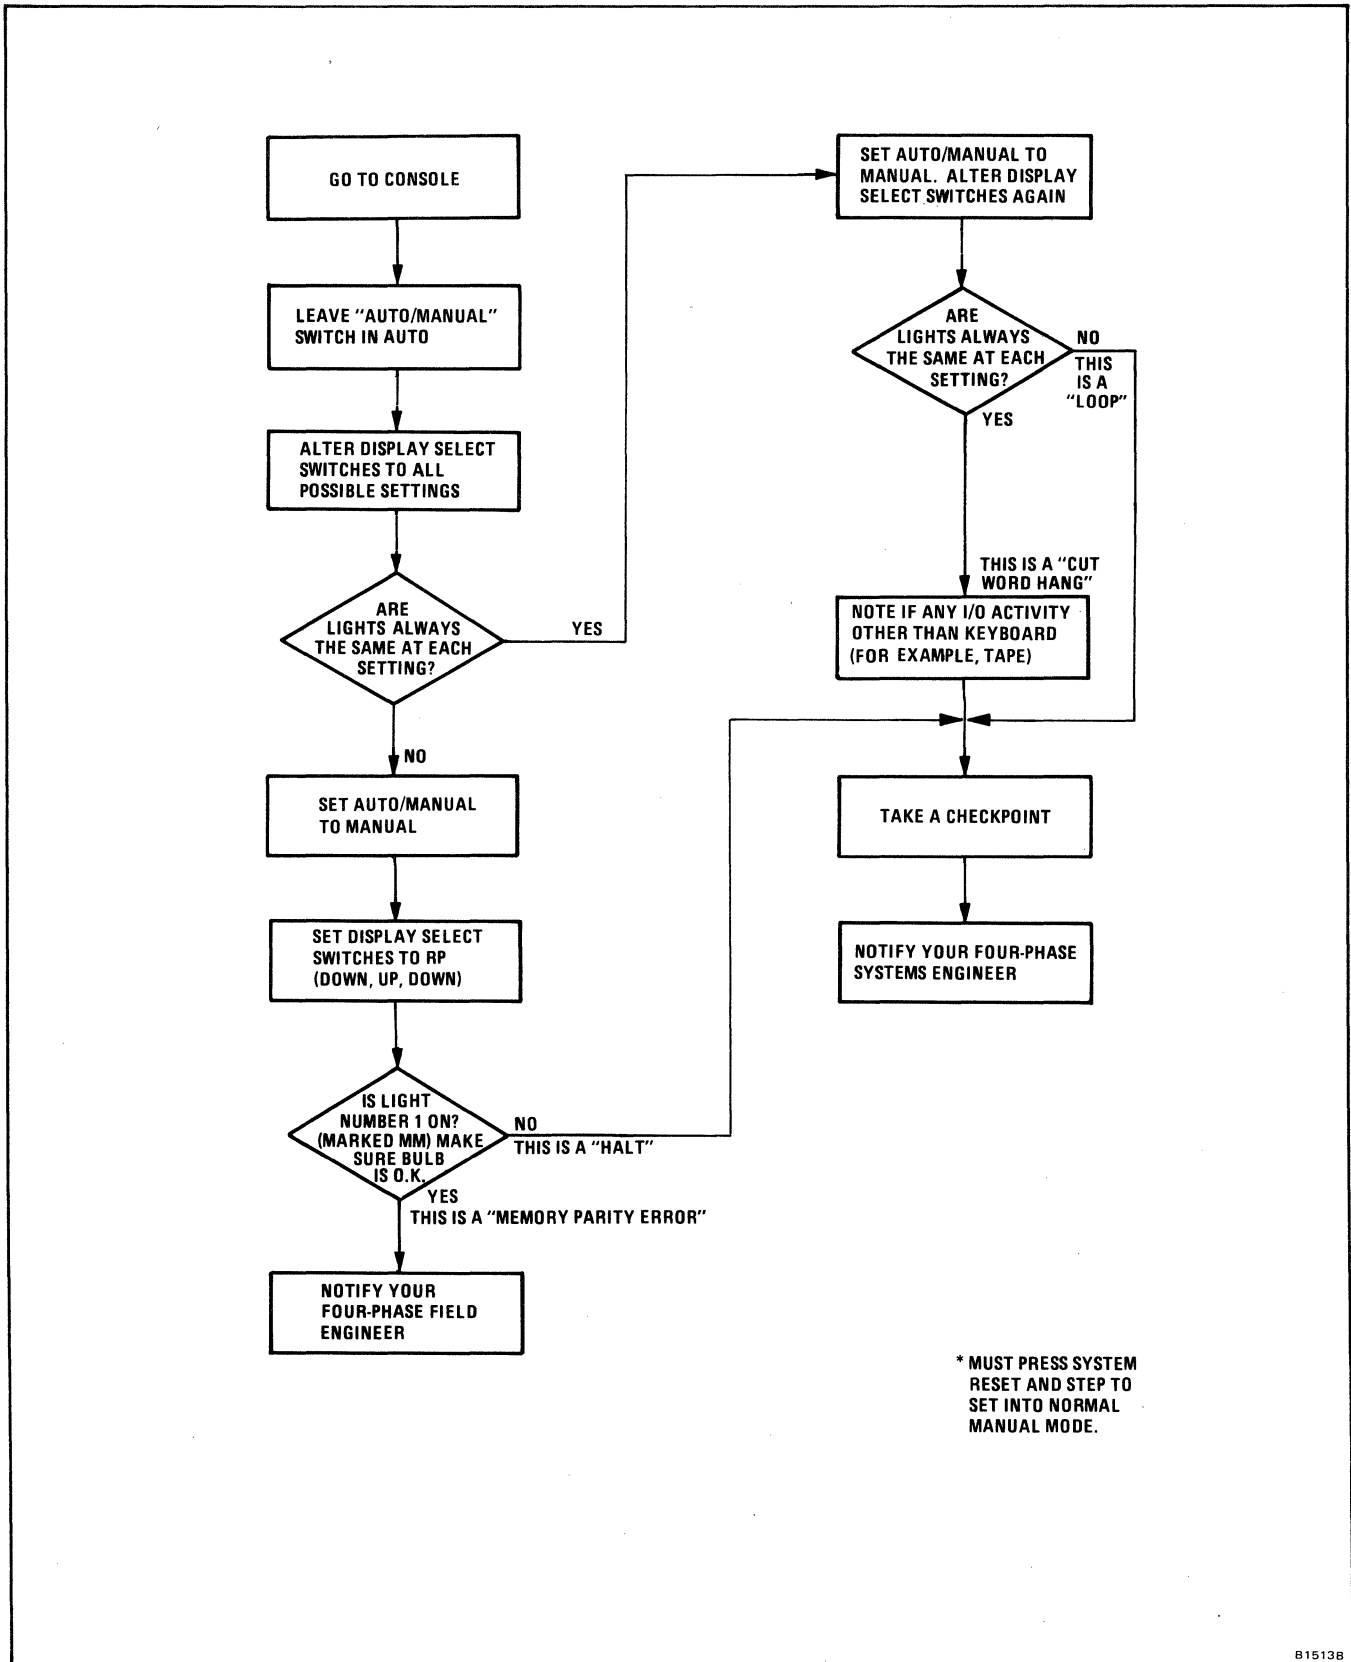 GO TO CONSOLE
LEAVE "AUTO/MANUAL"
SWITCH IN AUTO
ALTER DISPLAY SELECT
SWITCHES TO ALL
POSSIBLE SETTINGS
ARE
LIGHTS ALWAYS
THE SAME AT EACH
SETTING?
YES
NO
SET AUTO/MANUAL
TO MANUAL
SET DISPLAY SELECT
SWITCHES TO RP
(DOWN, UP, DOWN)
IS LIGHT
NUMBER 1 ON?
(MARKED MM) MAKE
SURE BULB
IS O.K.
NO
THIS IS A "HALT"
YES
THIS IS A "MEMORY PARITY ERROR"
NOTIFY YOUR
FOUR-PHASE FIELD
ENGINEER
SET AUTO/MANUAL TO
MANUAL. ALTER DISPLAY
SELECT SWITCHES AGAIN
ARE
LIGHTS ALWAYS
THE SAME AT EACH
SETTING?
NO
THIS
IS A
"LOOP"
YES
THIS IS A "CUT
WORD HANG"
NOTE IF ANY I/O ACTIVITY
OTHER THAN KEYBOARD
(FOR EXAMPLE, TAPE)
TAKE A CHECKPOINT
NOTIFY YOUR FOUR-PHASE
SYSTEMS ENGINEER
* MUST PRESS SYSTEM
RESET AND STEP TO
SET INTO NORMAL
MANUAL MODE.
B1513B